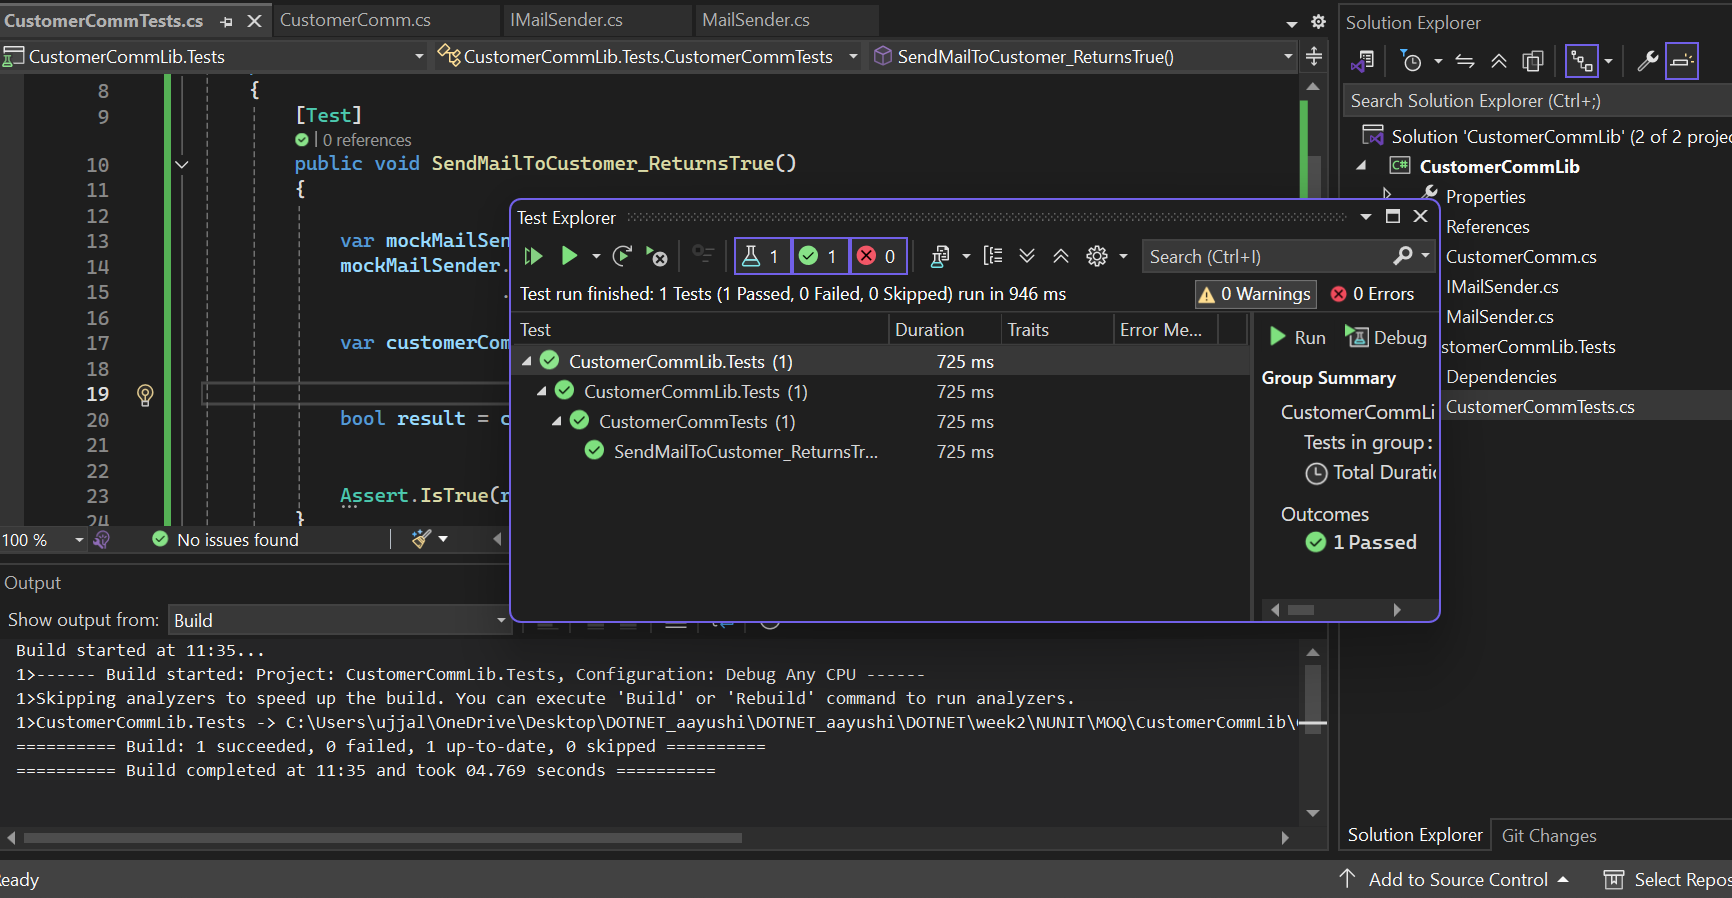 CustomerCommTests.cs
CustomerComm.cs
IMailSender.cs
MailSender.cs
CustomerCommLib.Tests
CustomerCommLib.Tests.CustomerCommTests
SendMailToCustomer_ReturnsTrue()
8 {
9 [Test]
0 references
10 public void SendMailToCustomer_ReturnsTrue()
11 {
12
13 var mockMailSen
14 mockMailSender.
15 .
16
17 var customerCom
18
19
20 bool result = c
21
22
23 Assert.IsTrue(r
24 }
100 %
No issues found
Test Explorer
1
1
0
Search (Ctrl+I)
Test run finished: 1 Tests (1 Passed, 0 Failed, 0 Skipped) run in 946 ms
0 Warnings
0 Errors
Test Duration Traits Error Me...
CustomerCommLib.Tests (1) 725 ms
CustomerCommLib.Tests (1) 725 ms
CustomerCommTests (1) 725 ms
SendMailToCustomer_ReturnsTr... 725 ms
Run
Debug
Group Summary
CustomerCommLi
Tests in group:
Total Duratio
Outcomes
1 Passed
Output
Show output from: Build
Build started at 11:35...
1>------ Build started: Project: CustomerCommLib.Tests, Configuration: Debug Any CPU ------
1>Skipping analyzers to speed up the build. You can execute 'Build' or 'Rebuild' command to run analyzers.
1>CustomerCommLib.Tests -> C:\Users\ujjal\OneDrive\Desktop\DOTNET_aayushi\DOTNET_aayushi\DOTNET\week2\NUNIT\MOQ\CustomerCommLib\
========== Build: 1 succeeded, 0 failed, 1 up-to-date, 0 skipped ==========
========== Build completed at 11:35 and took 04.769 seconds ==========
Solution Explorer
Search Solution Explorer (Ctrl+;)
Solution 'CustomerCommLib' (2 of 2 projec
C# CustomerCommLib
Properties
References
CustomerComm.cs
IMailSender.cs
MailSender.cs
stomerCommLib.Tests
Dependencies
CustomerCommTests.cs
Solution Explorer
Git Changes
eady
Add to Source Control
Select Repos